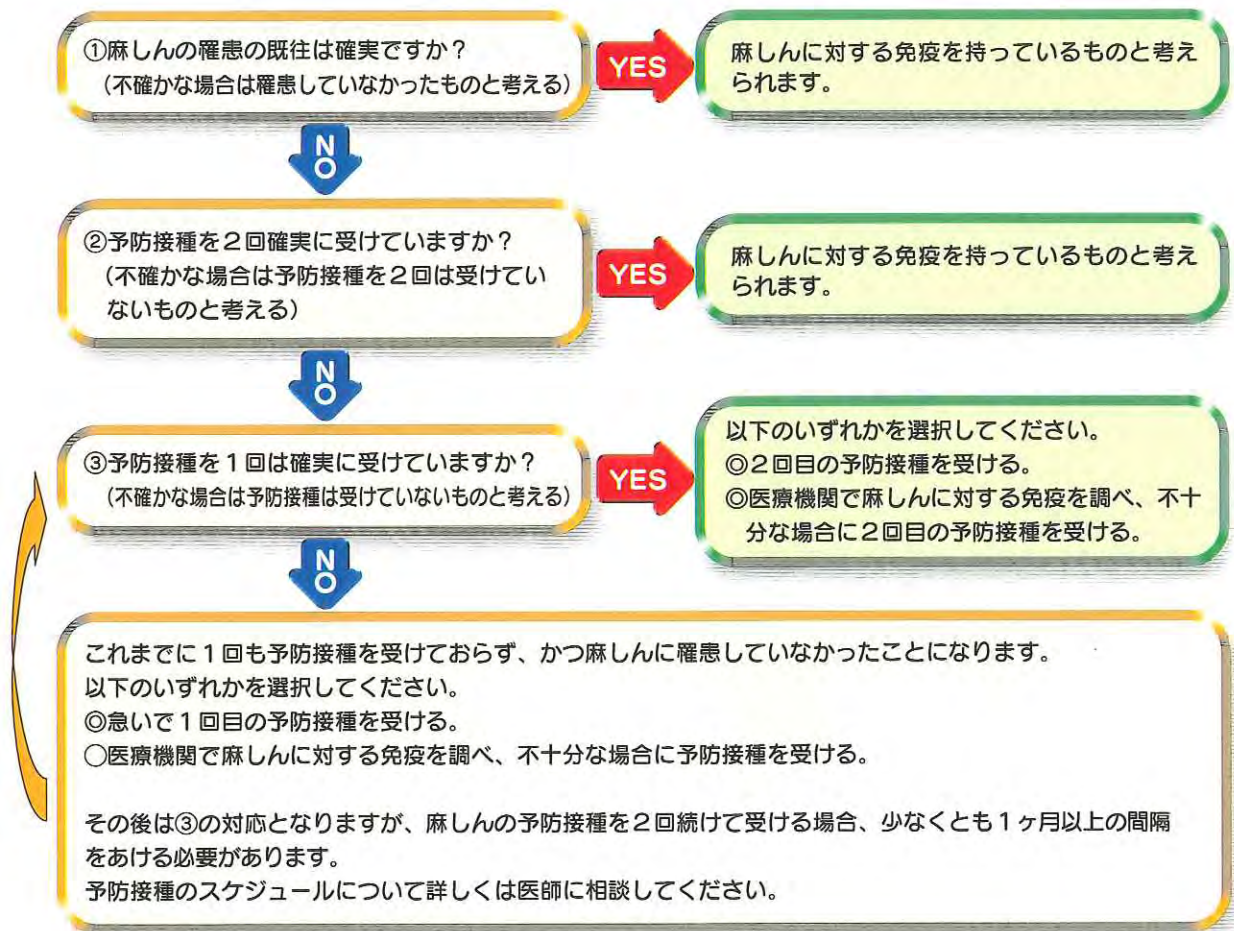 ①麻しんの罹患の既往は確実ですか?
(不確かな場合は罹患していなかったものと考える)
YES
麻しんに対する免疫を持っているものと考え
られます。
NO
②予防接種を2回確実に受けていますか?
(不確かな場合は予防接種を2回は受けてい
ないものと考える)
YES
麻しんに対する免疫を持っているものと考え
られます。
NO
③予防接種を1回は確実に受けていますか?
(不確かな場合は予防接種は受けていないものと考える)
YES
以下のいずれかを選択してください。
◎2回目の予防接種を受ける。
◎医療機関で麻しんに対する免疫を調べ、不十
分な場合に2回目の予防接種を受ける。
NO
これまでに1回も予防接種を受けておらず、かつ麻しんに罹患していなかったことになります。
以下のいずれかを選択してください。
◎急いで1回目の予防接種を受ける。
○医療機関で麻しんに対する免疫を調べ、不十分な場合に予防接種を受ける。
その後は③の対応となりますが、麻しんの予防接種を2回続けて受ける場合、少なくとも1ヶ月以上の間隔
をあける必要があります。
予防接種のスケジュールについて詳しくは医師に相談してください。